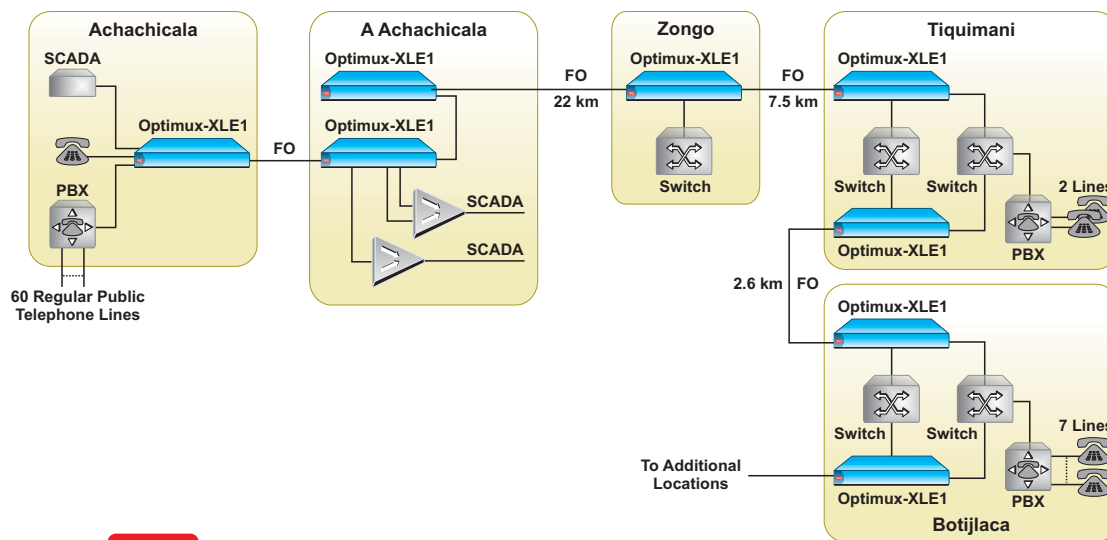 Achachicala
SCADA
Optimux-XLE1
PBX
60 Regular Public
Telephone Lines
FO
A Achachicala
Optimux-XLE1
Optimux-XLE1
SCADA
SCADA
FO
22 km
Zongo
Optimux-XLE1
Switch
FO
7.5 km
Tiquimani
Optimux-XLE1
Switch
Switch
2 Lines
Optimux-XLE1
PBX
2.6 km
FO
Optimux-XLE1
Switch
Switch
7 Lines
To Additional
Locations
Optimux-XLE1
PBX
Botijlaca